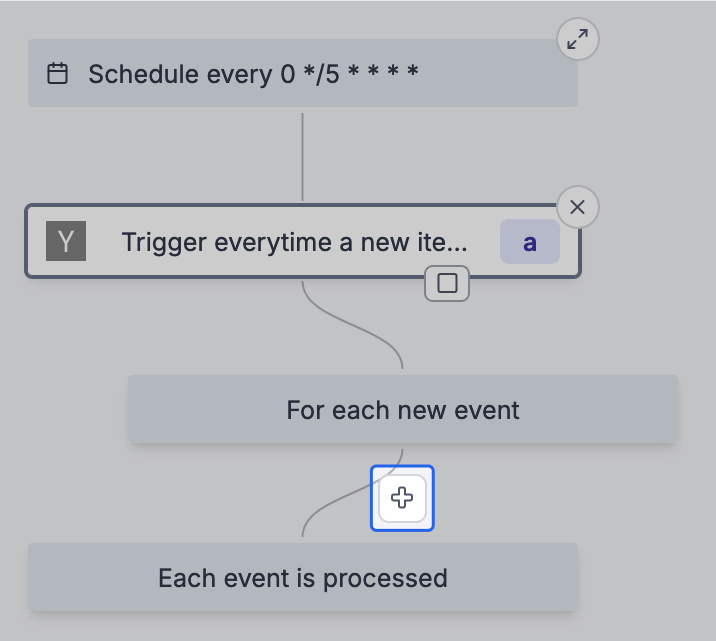 Schedule every 0 */5 * * * *
Y
Trigger everytime a new ite...
a
For each new event
Each event is processed